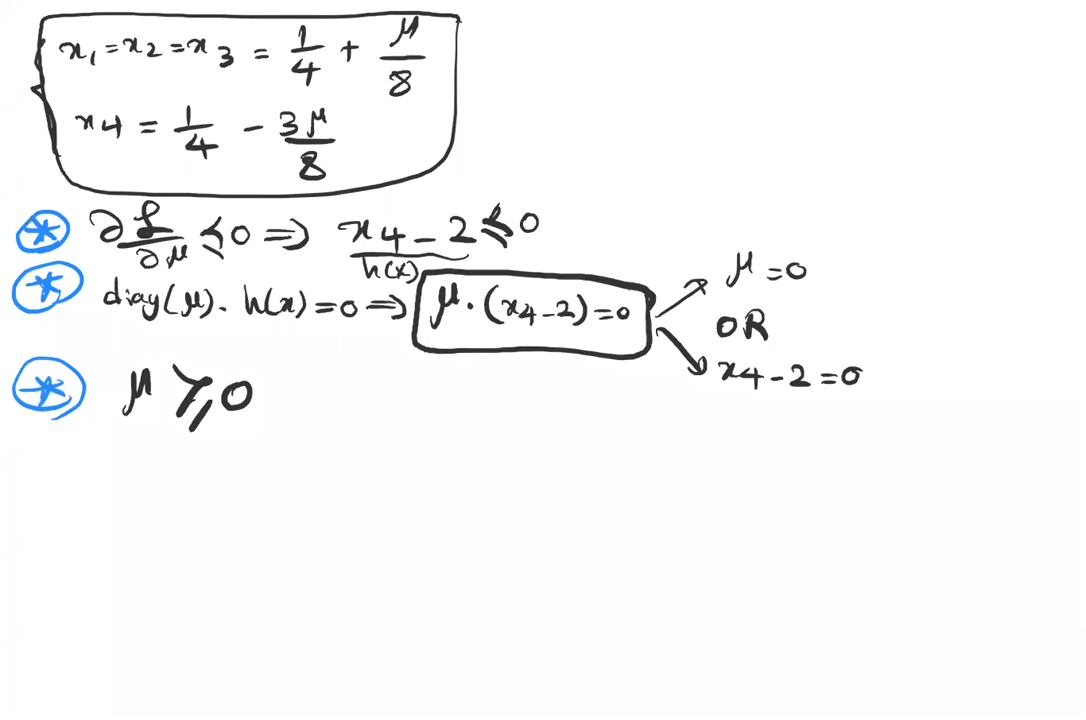 x₁ = x₂ = x₃ = 1/4 + μ/8
x₄ = 1/4 - 3μ/8
* ∂ℒ/∂μ ≤ 0 ⇒ x₄ - 2 ≤ 0
h(x)
* diag(μ). h(x) = 0 ⇒ μ · (x₄ - 2) = 0
μ = 0
OR
x₄ - 2 = 0
* μ ≥ 0